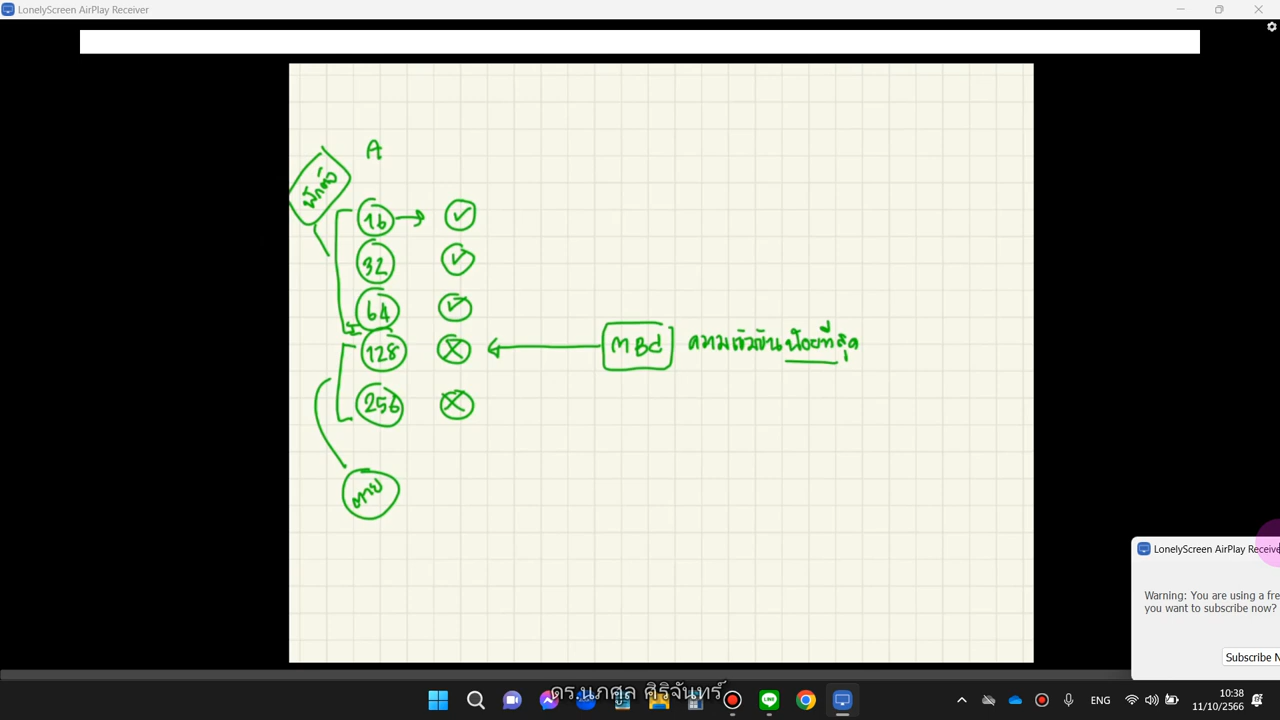 LonelyScreen AirPlay Receiver
A
พักตัว
16
32
64
128
MBC ความเข้มข้นน้อยที่สุด
256
ตาย
LonelyScreen AirPlay Receive
Warning: You are using a fre
you want to subscribe now?
Subscribe N
ดร.นภศูล ศิริจันทร์
ENG
10:38
11/10/2566